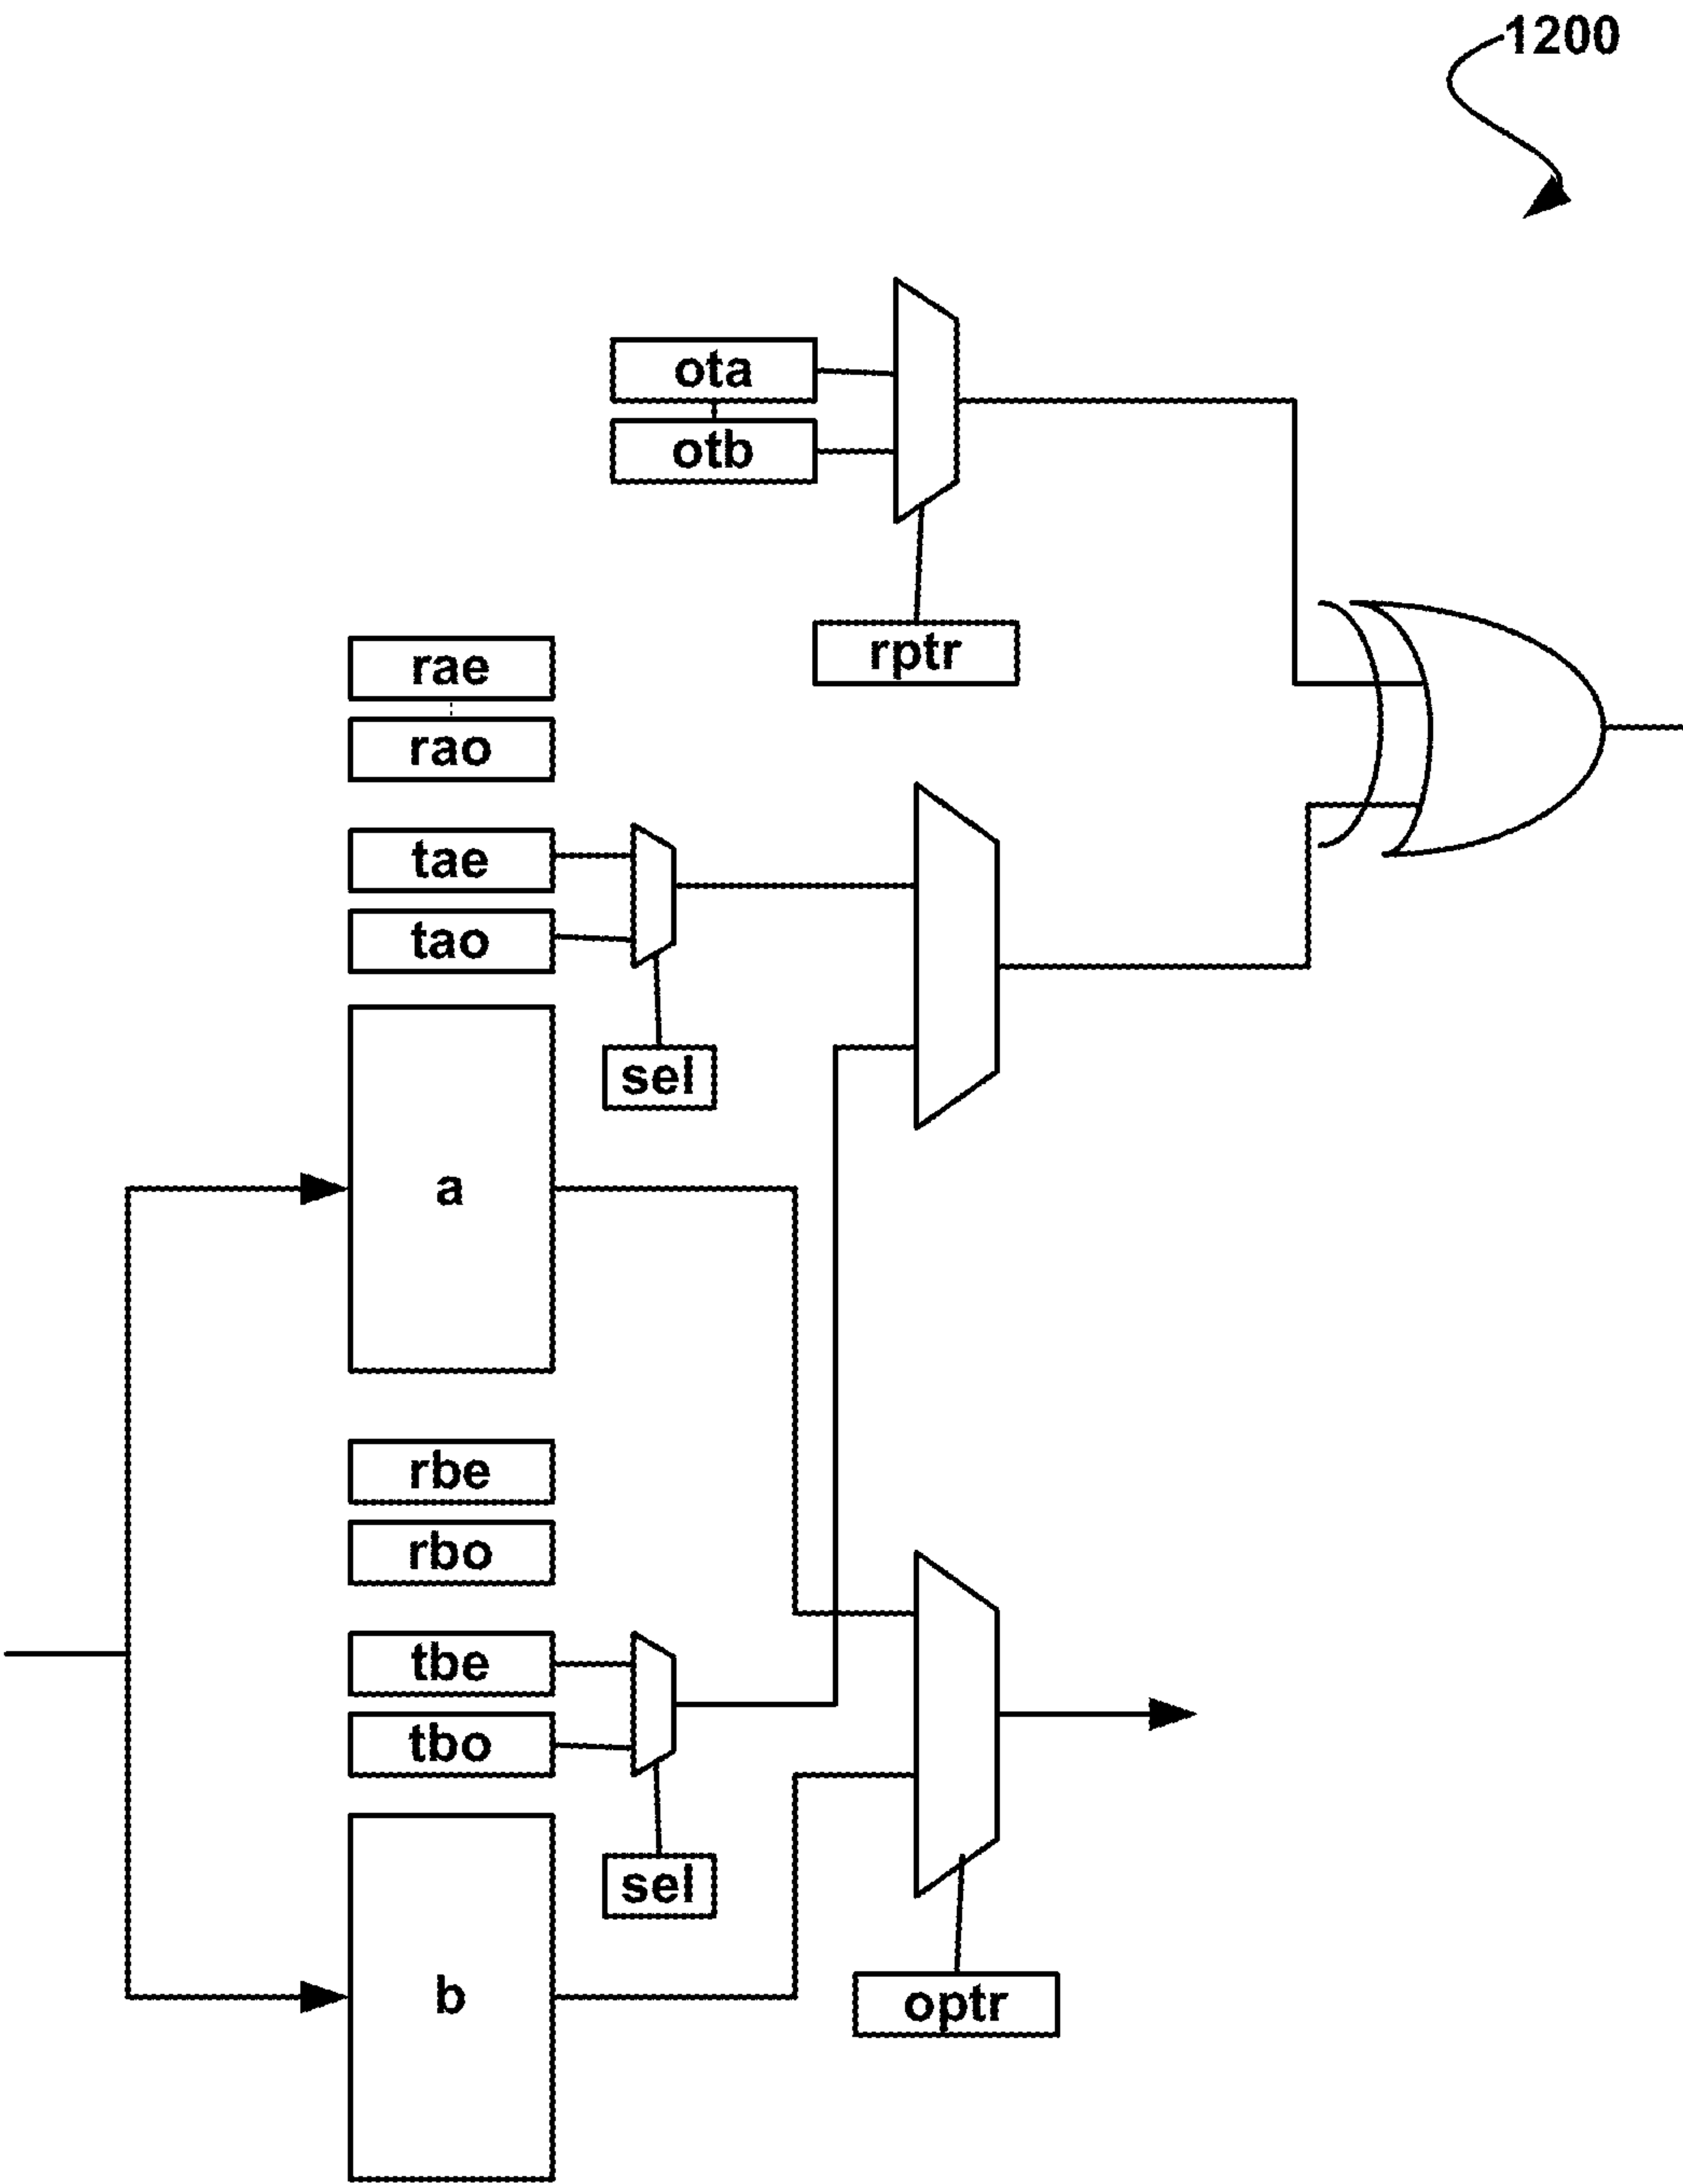 1200
ota
otb
rptr
rae
rao
tae
tao
sel
a
rbe
rbo
tbe
tbo
sel
b
optr